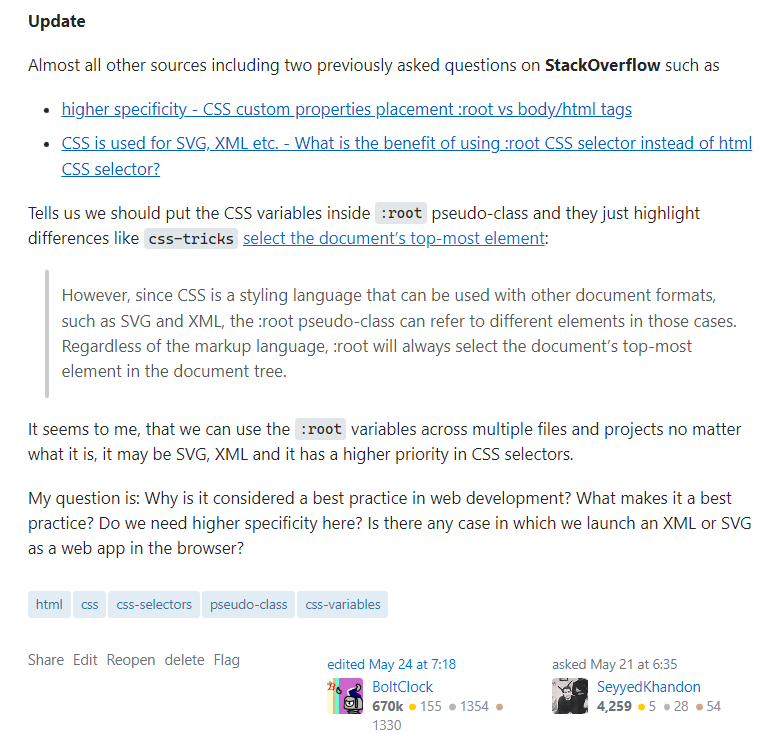 Update
Almost all other sources including two previously asked questions on StackOverflow such as
• higher specificity - CSS custom properties placement :root vs body/html tags
• CSS is used for SVG, XML etc. - What is the benefit of using :root CSS selector instead of html
CSS selector?
Tells us we should put the CSS variables inside :root pseudo-class and they just highlight
differences like css-tricks select the document's top-most element:
However, since CSS is a styling language that can be used with other document formats,
such as SVG and XML, the :root pseudo-class can refer to different elements in those cases.
Regardless of the markup language, :root will always select the document's top-most
element in the document tree.
It seems to me, that we can use the :root variables across multiple files and projects no matter
what it is, it may be SVG, XML and it has a higher priority in CSS selectors.
My question is: Why is it considered a best practice in web development? What makes it a best
practice? Do we need higher specificity here? Is there any case in which we launch an XML or SVG
as a web app in the browser?
html css css-selectors pseudo-class css-variables
Share Edit Reopen delete Flag
edited May 24 at 7:18
BoltClock
670k ● 155 ● 1354 ●
1330
asked May 21 at 6:35
SeyyedKhandon
4,259 ● 5 ● 28 ● 54